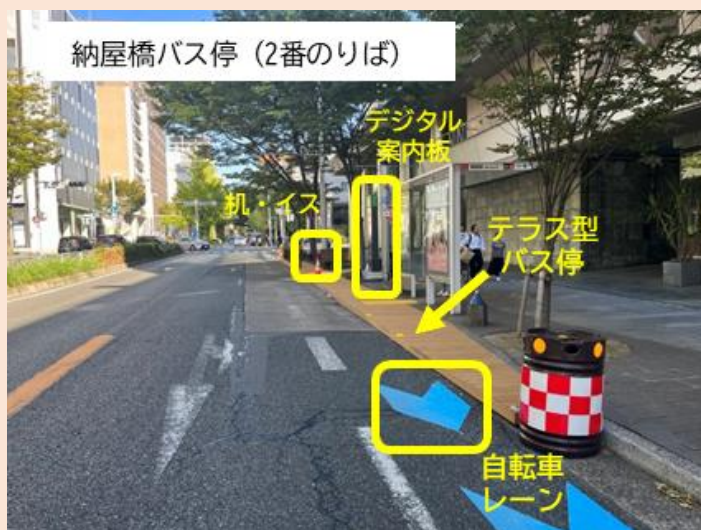 納屋橋バス停（2番のりば）
デジタル
案内板
机・イス
テラス型
バス停
自転車
レーン